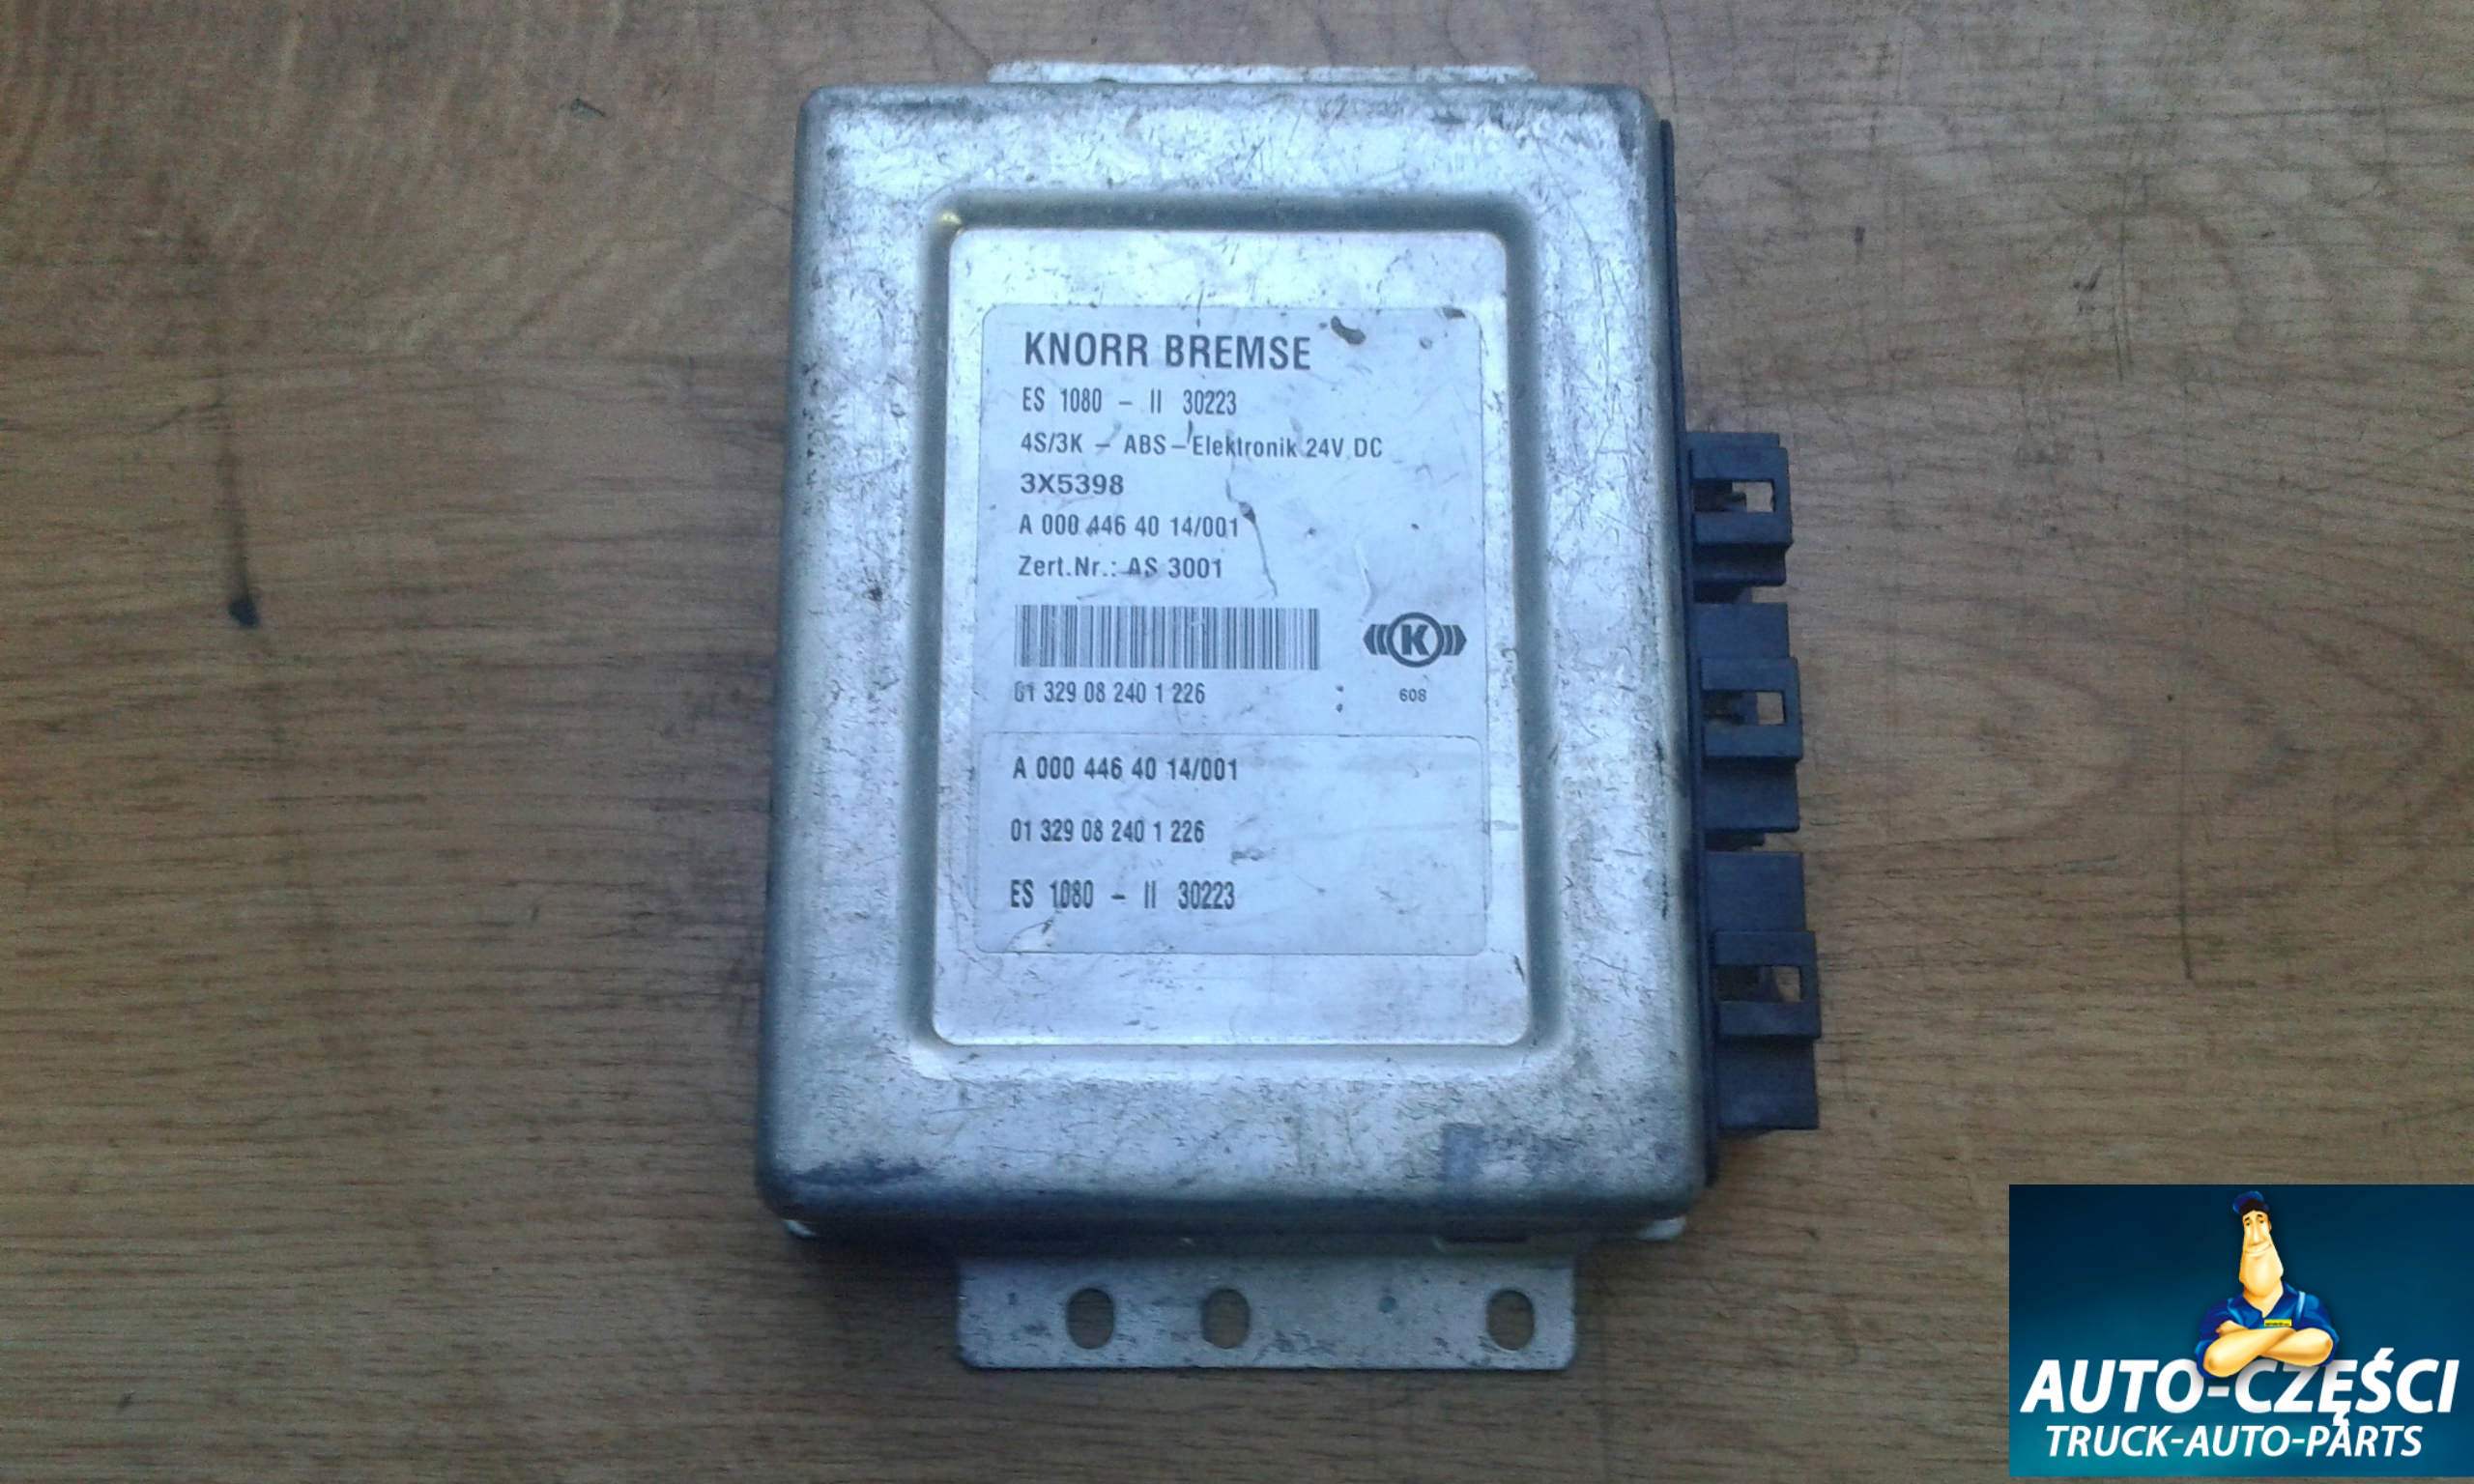 KNORR BREMSE
ES 1080 - II 30223
4S/3K - ABS - Elektronik 24V DC
3X5398
A 000 446 40 14/001
Zert.Nr.: AS 3001
K
01 329 08 240 1 226
608
A 000 446 40 14/001
01 329 08 240 1 226
ES 1080 - II 30223
AUTO-CZĘŚCI
TRUCK-AUTO-PARTS